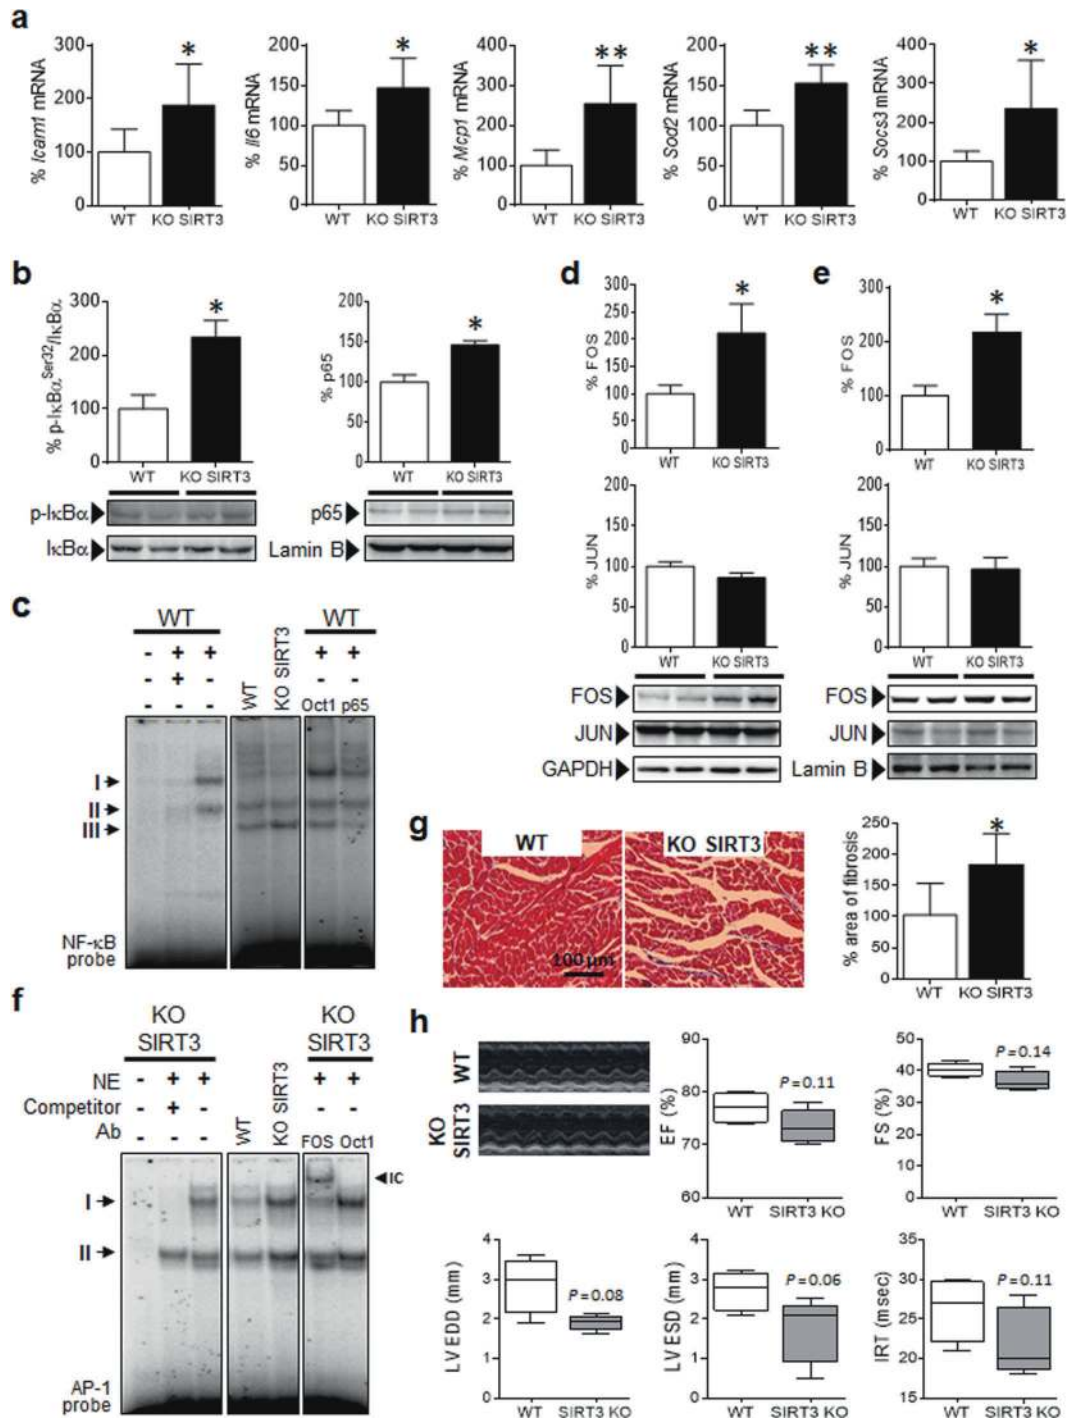 a
% Icam1 mRNA
300
200
100
0
*
WT
KO SIRT3
% Il6 mRNA
200
150
100
50
0
*
WT
KO SIRT3
% Mcp1 mRNA
400
300
200
100
0
**
WT
KO SIRT3
% Sod2 mRNA
200
150
100
50
0
**
WT
KO SIRT3
% Socs3 mRNA
400
300
200
100
0
*
WT
KO SIRT3
b
% p-IκBα Ser32/IκBα
300
200
100
0
*
WT
KO SIRT3
p-IκBα
IκBα
% p65
200
150
100
50
0
*
WT
KO SIRT3
p65
Lamin B
d
% FOS
300
250
200
150
100
50
0
*
WT
KO SIRT3
% JUN
200
150
100
50
0
WT
KO SIRT3
FOS
JUN
GAPDH
e
% FOS
300
250
200
150
100
50
0
*
WT
KO SIRT3
% JUN
200
150
100
50
0
WT
KO SIRT3
FOS
JUN
Lamin B
c
WT
WT
- + +
- + -
- - -
WT
KO SIRT3
+ +
- -
Oct1 p65
I
II
III
NF-κB
probe
g
WT
KO SIRT3
100 µm
% area of fibrosis
250
200
150
100
50
0
*
WT
KO SIRT3
f
KO
SIRT3
KO
SIRT3
NE
- + +
Competitor
- + -
Ab
- - -
WT
KO SIRT3
+ +
- -
FOS Oct1
IC
I
II
AP-1
probe
h
WT
KO
SIRT3
EF (%)
90
80
70
60
P=0.11
WT
SIRT3 KO
FS (%)
50
40
30
20
10
0
P=0.14
WT
SIRT3 KO
LVEDD (mm)
4
3
2
1
0
P=0.08
WT
SIRT3 KO
LVESD (mm)
4
3
2
1
0
P=0.06
WT
SIRT3 KO
IRT (msec)
35
30
25
20
15
P=0.11
WT
SIRT3 KO